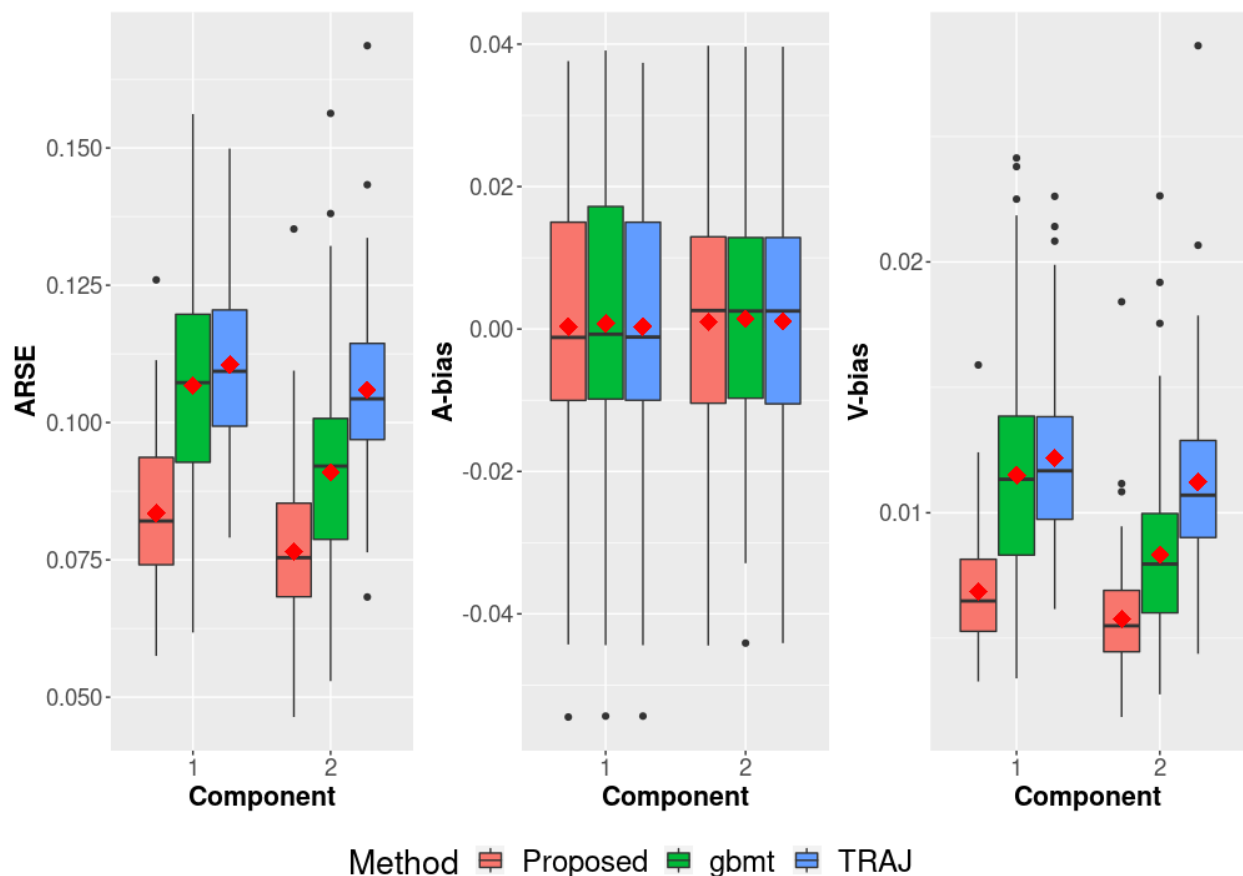 ARSE
0.150
0.125
0.100
0.075
0.050
1 2
Component
A-bias
0.04
0.02
0.00
-0.02
-0.04
1 2
Component
V-bias
0.02
0.01
1 2
Component
Method Proposed gbmt TRAJ